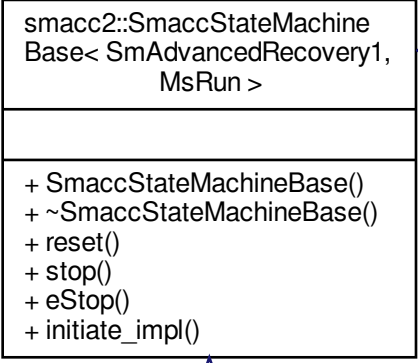 smacc2::SmaccStateMachine
Base< SmAdvancedRecovery1,
MsRun >
+ SmaccStateMachineBase()
+ ~SmaccStateMachineBase()
+ reset()
+ stop()
+ eStop()
+ initiate_impl()